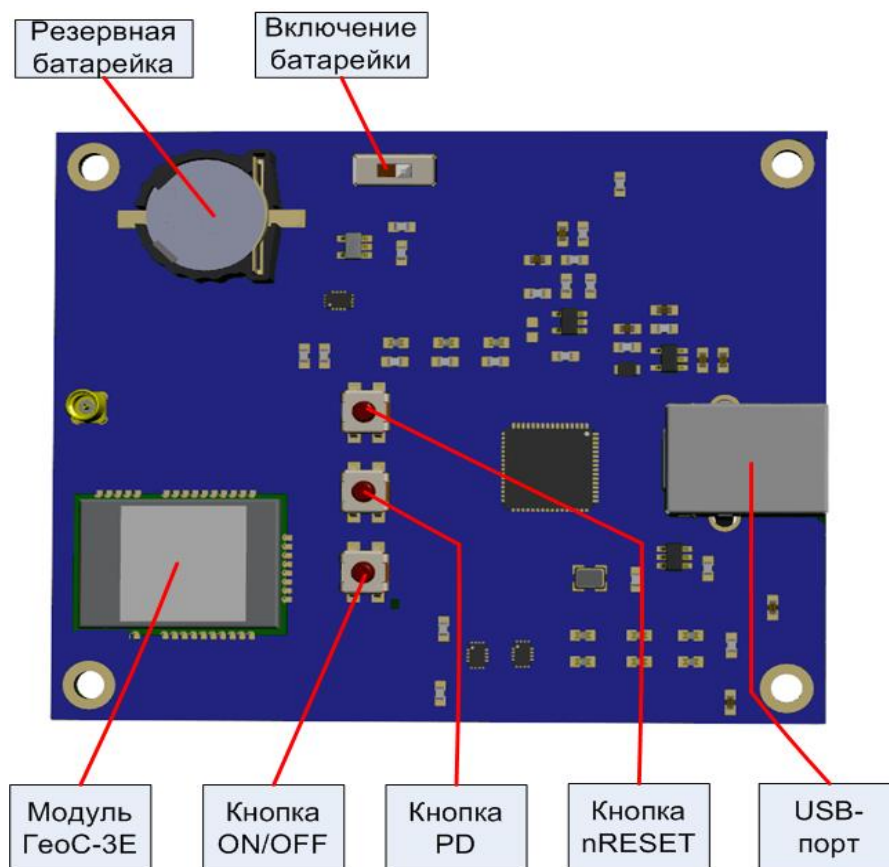 Резервная
батарейка
Включение
батарейки
Модуль
ГеоС-3Е
Кнопка
ON/OFF
Кнопка
PD
Кнопка
nRESET
USB-
порт